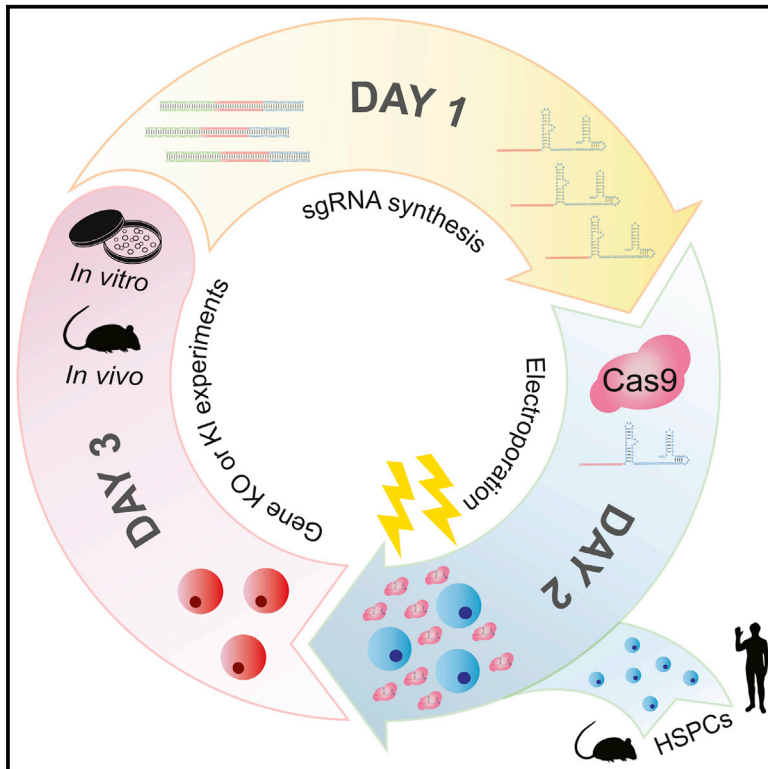 DAY 1
sgRNA synthesis
Cas9
Electroporation
DAY 2
HSPCs
DAY 3
Gene KO or KI experiments
In vitro
In vivo